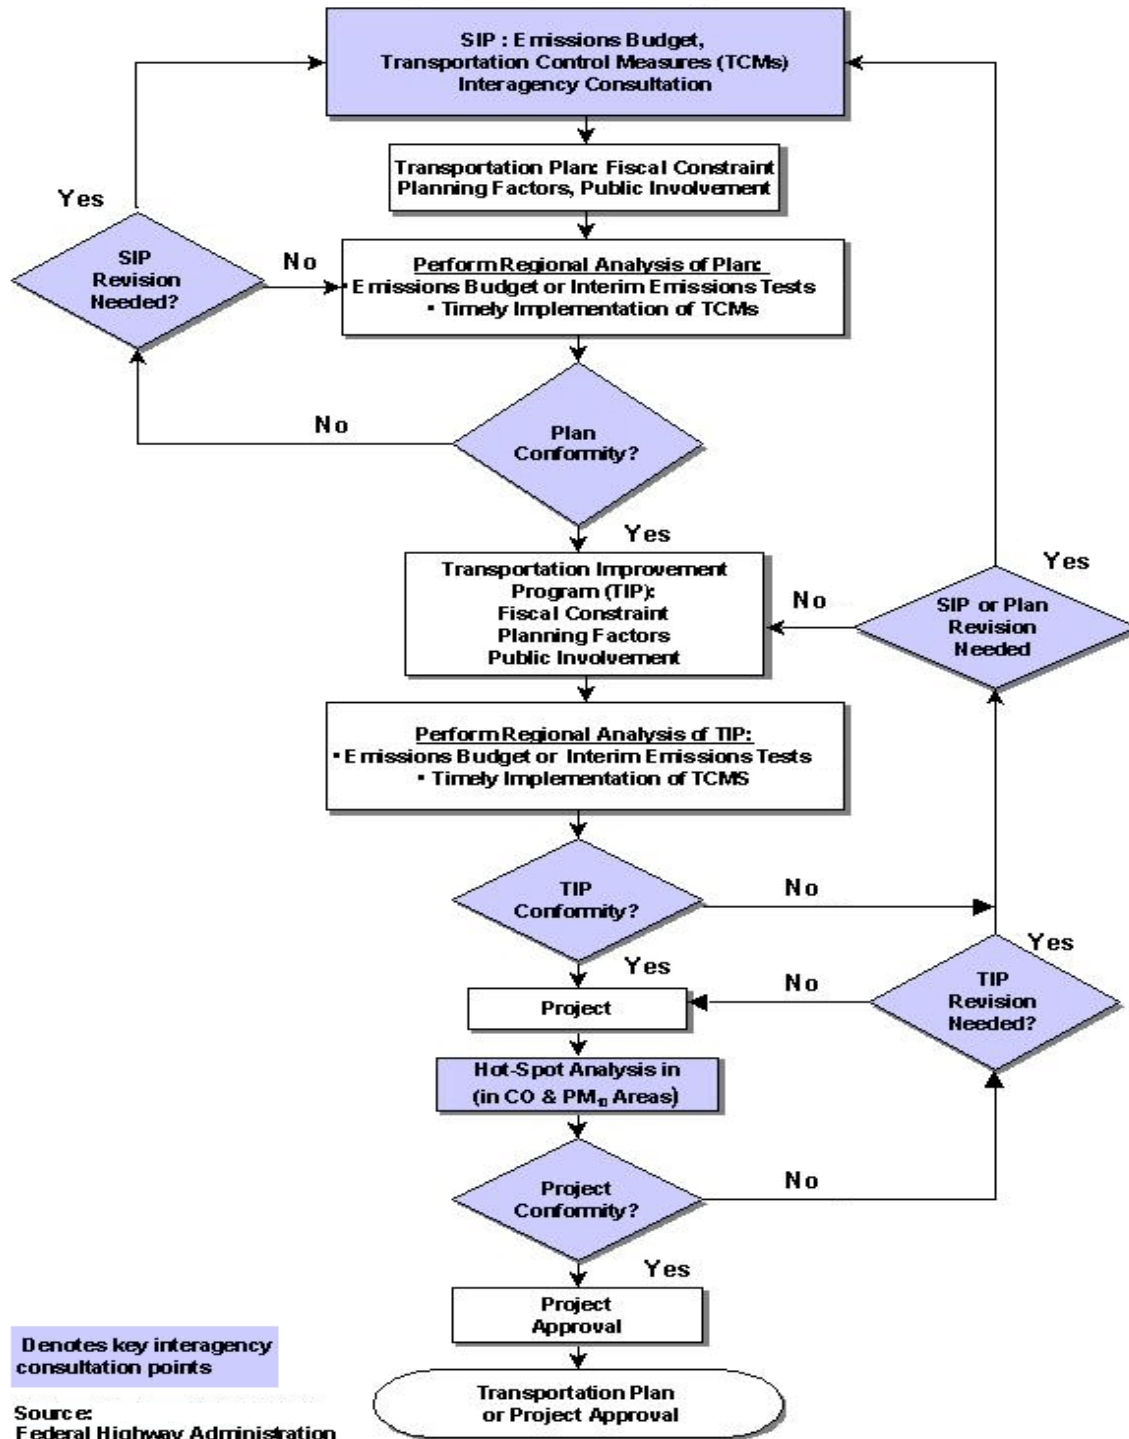 SIP : Emissions Budget,
Transportation Control Measures (TCMs)
Interagency Consultation
Transportation Plan: Fiscal Constraint
Planning Factors, Public Involvement
Yes
SIP
Revision
Needed?
No
Perform Regional Analysis of Plan:
▪ Emissions Budget or Interim Emissions Tests
▪ Timely Implementation of TCMs
No
Plan
Conformity?
Yes
Transportation Improvement
Program (TIP):
Fiscal Constraint
Planning Factors
Public Involvement
No
Yes
SIP or Plan
Revision
Needed
Perform Regional Analysis of TIP:
▪ Emissions Budget or Interim Emissions Tests
▪ Timely Implementation of TCMS
TIP
Conformity?
No
Yes
Project
No
Yes
TIP
Revision
Needed?
Hot-Spot Analysis in
(in CO & PM₁₀ Areas)
Project
Conformity?
No
Yes
Project
Approval
Transportation Plan
or Project Approval
Denotes key interagency
consultation points
Source:
Federal Highway Administration